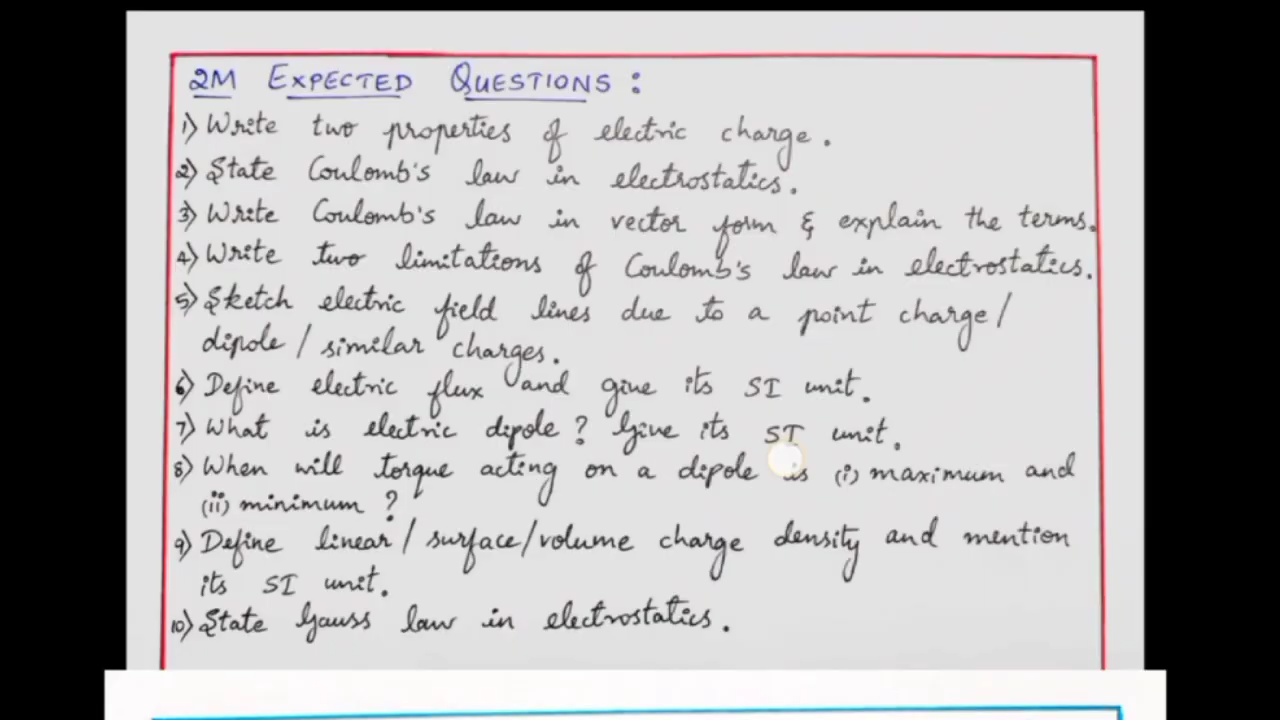 2M EXPECTED QUESTIONS :
1) Write two properties of electric charge.
2) State Coulomb's law in electrostatics.
3) Write Coulomb's law in vector form & explain the terms.
4) Write two limitations of Coulomb's law in electrostatics.
5) Sketch electric field lines due to a point charge/
dipole/similar charges.
6) Define electric flux and give its SI unit.
7) What is electric dipole? Give its SI unit.
8) When will torque acting on a dipole is (i) maximum and
(ii) minimum?
9) Define linear/surface/volume charge density and mention
its SI unit.
10) State Gauss law in electrostatics.